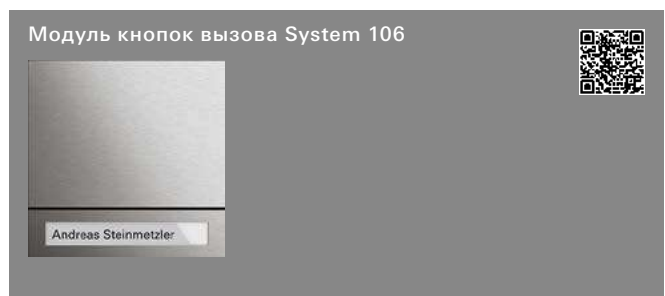 Модуль кнопок вызова System 106
Andreas Steinmetzler